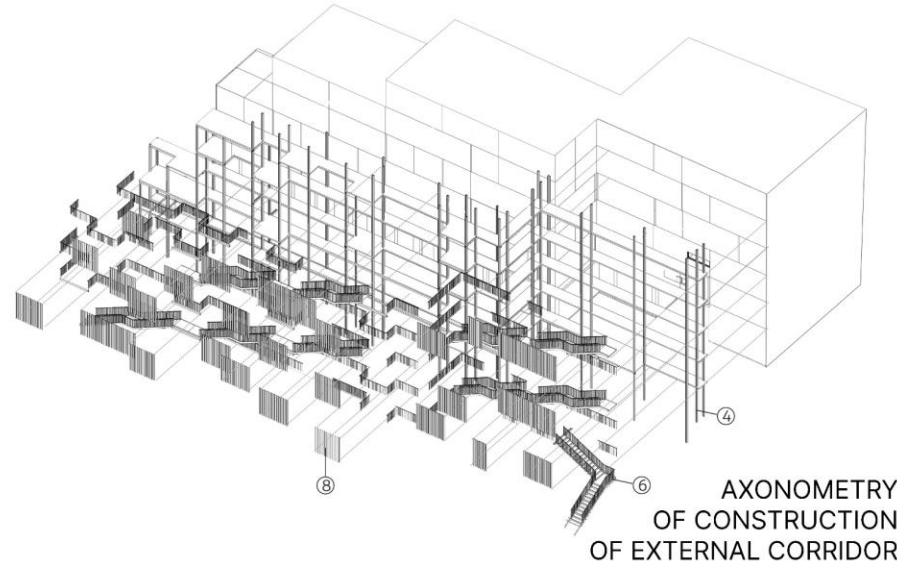 ④
⑧
⑥
AXONOMETRY
OF CONSTRUCTION
OF EXTERNAL CORRIDOR